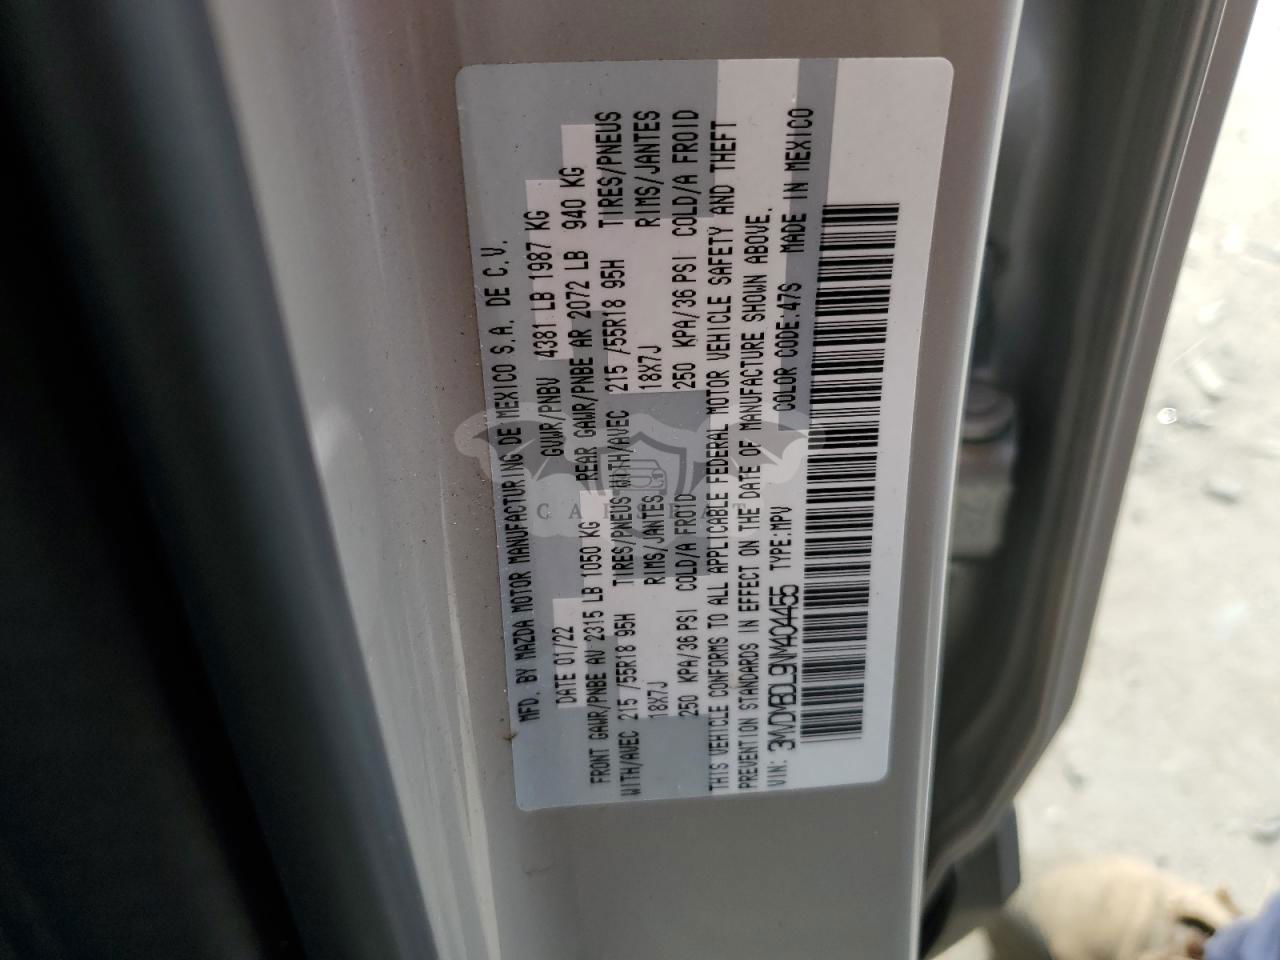 MFD. BY MAZDA MOTOR MANUFACTURING DE MEXICO S.A. DE C.V.
DATE 01/22 GVWR/PNBV 4381 LB 1987 KG
FRONT GAWR/PNBE AV 2315 LB 1050 KG REAR GAWR/PNBE AR 2072 LB 940 KG
WITH/AVEC 215 /55R18 95H TIRES/PNEUS WITH/AVEC 215 /55R18 95H TIRES/PNEUS
18X7J RIMS/JANTES 18X7J RIMS/JANTES
250 KPA/36 PSI COLD/A FROID 250 KPA/36 PSI COLD/A FROID
THIS VEHICLE CONFORMS TO ALL APPLICABLE FEDERAL MOTOR VEHICLE SAFETY AND THEFT
PREVENTION STANDARDS IN EFFECT ON THE DATE OF MANUFACTURE SHOWN ABOVE.
VIN: 3MVDMBDL9NM404455 TYPE:MPV COLOR CODE:47S MADE IN MEXICO